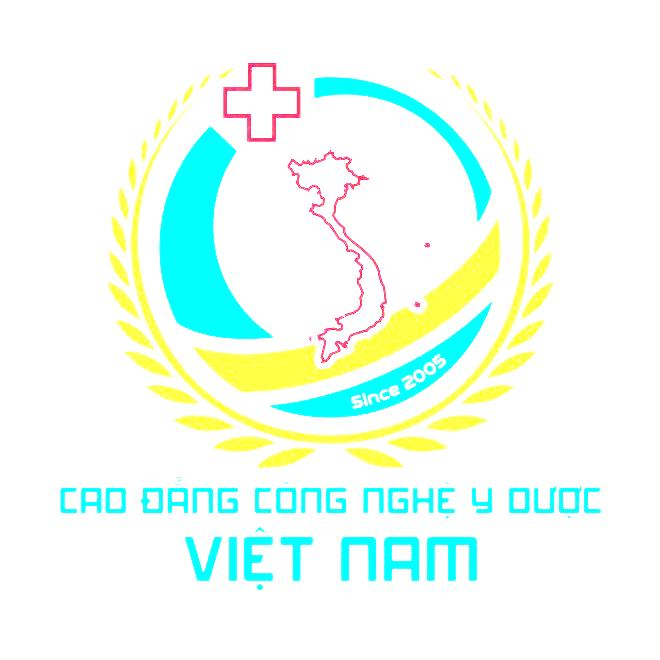 Since 2005
CAO ĐẲNG CÔNG NGHỆ Y DƯỢC
VIỆT NAM